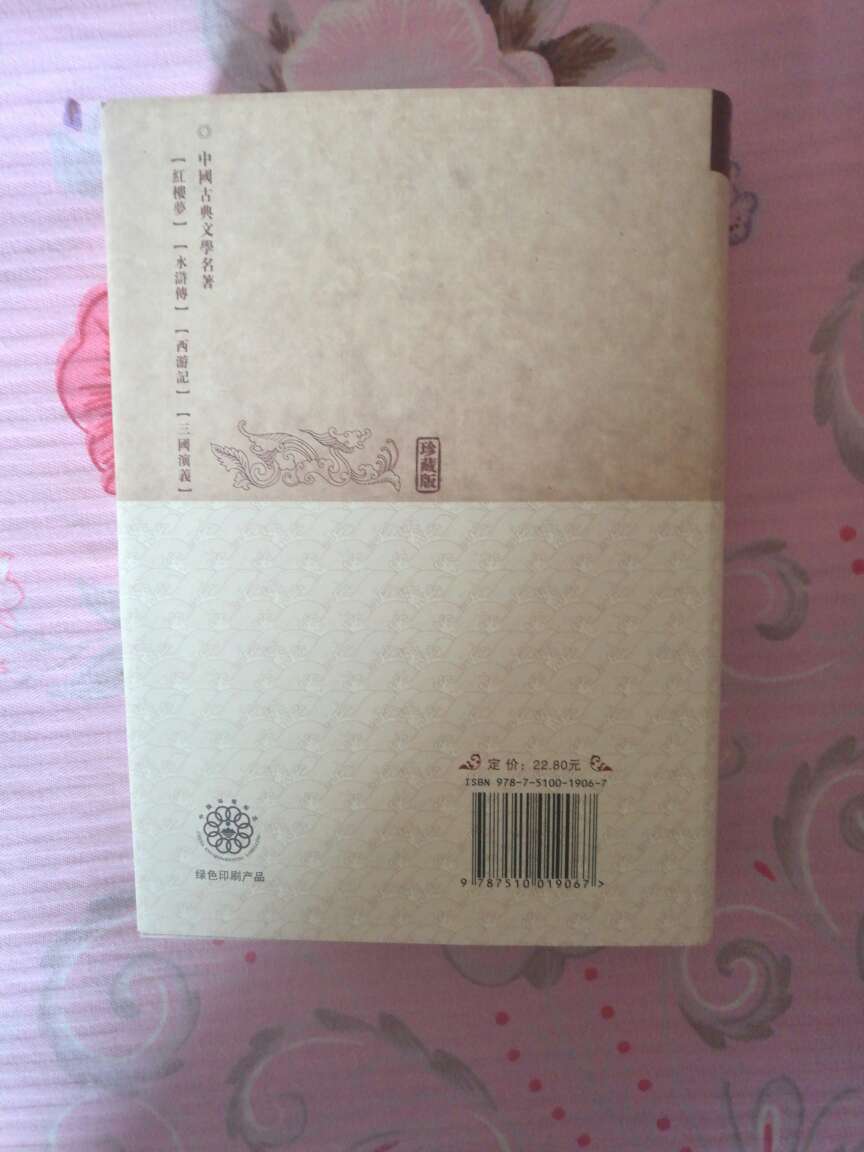 中國古典文學名著
【紅樓夢】【水滸傳】【西游記】【三國演義】
珍藏版
定价：22.80元
ISBN 978-7-5100-1906-7
9 787510 019067 >
绿色印刷产品